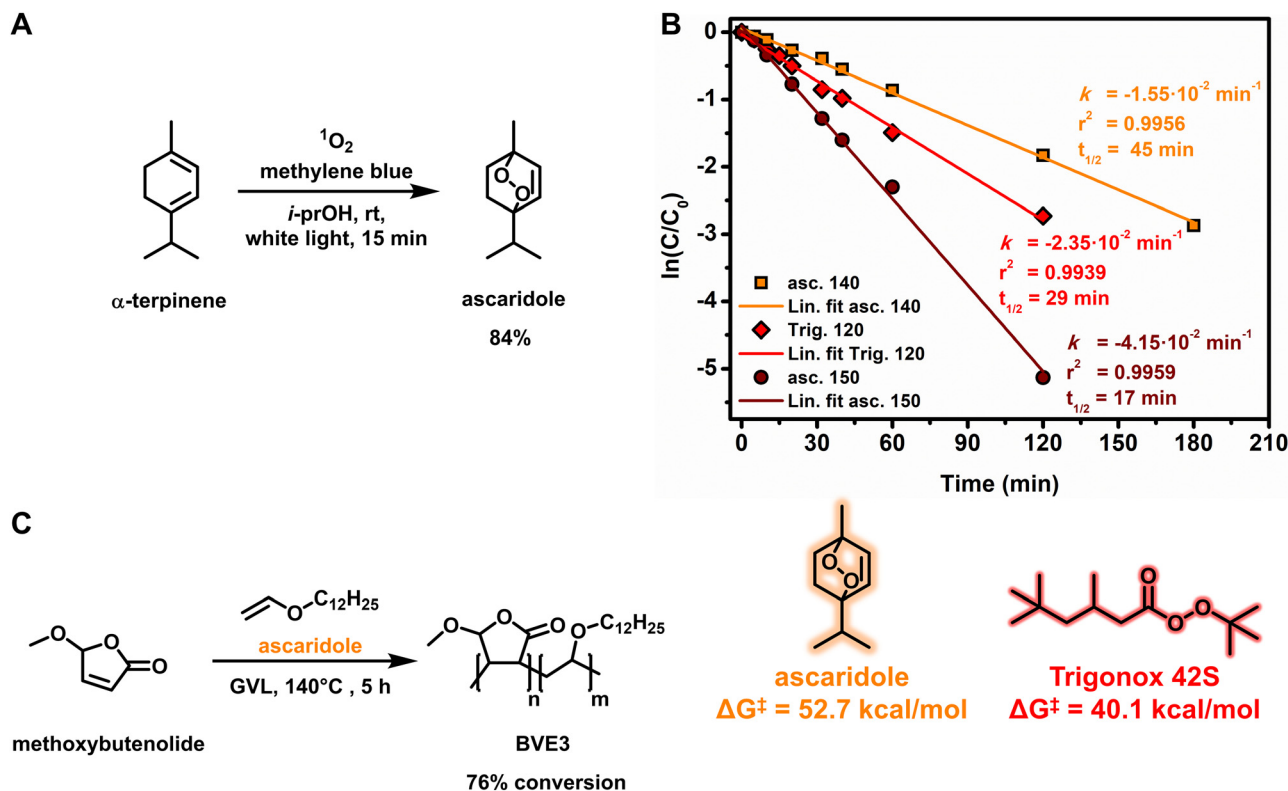 A
α-terpinene
¹O₂
methylene blue
i-prOH, rt,
white light, 15 min
O
O
ascaridole
84%
B
ln(C/C₀)
0
-1
-2
-3
-4
-5
0 30 60 90 120 150 180 210
Time (min)
k = -1.55·10⁻² min⁻¹
r² = 0.9956
t₁/₂ = 45 min
k = -2.35·10⁻² min⁻¹
r² = 0.9939
t₁/₂ = 29 min
k = -4.15·10⁻² min⁻¹
r² = 0.9959
t₁/₂ = 17 min
asc. 140
Lin. fit asc. 140
Trig. 120
Lin. fit Trig. 120
asc. 150
Lin. fit asc. 150
O
O
ascaridole
ΔG‡ = 52.7 kcal/mol
O
O
O
Trigonox 42S
ΔG‡ = 40.1 kcal/mol
C
O
O
O
methoxybutenolide
O C₁₂H₂₅
ascaridole
GVL, 140°C , 5 h
O
O
O
O C₁₂H₂₅
n
m
BVE3
76% conversion